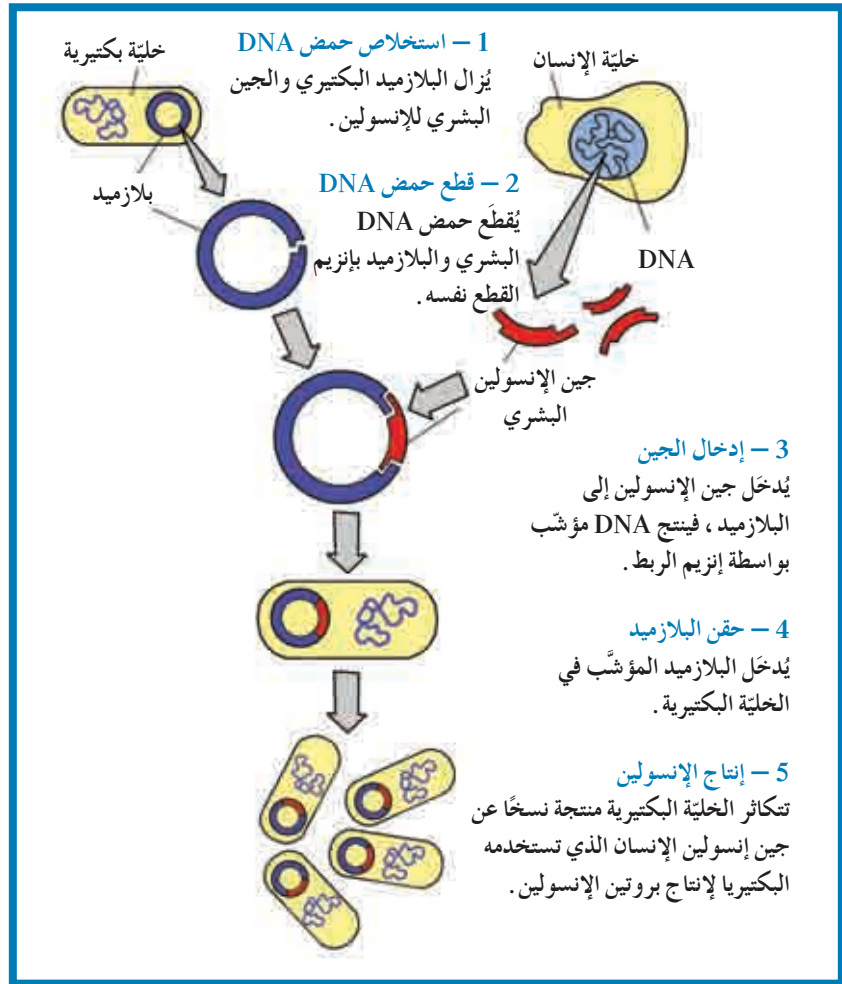 خليّة بكتيرية
1 – استخلاص حمض DNA
يُزال البلازميد البكتيري والجين
البشري للإنسولين .
خليّة الإنسان
بلازميد
2 – قطع حمض DNA
يُقطَع حمض DNA
البشري والبلازميد بإنزيم
القطع نفسه .
DNA
جين الإنسولين
البشري
3 – إدخال الجين
يُدخَل جين الإنسولين إلى
البلازميد ، فينتج DNA مؤشّب
بواسطة إنزيم الربط .
4 – حقن البلازميد
يُدخَل البلازميد المؤشَّب في
الخليّة البكتيرية .
5 – إنتاج الإنسولين
تتكاثر الخليّة البكتيرية منتجة نسخًا عن
جين إنسولين الإنسان الذي تستخدمه
البكتيريا لإنتاج بروتين الإنسولين .